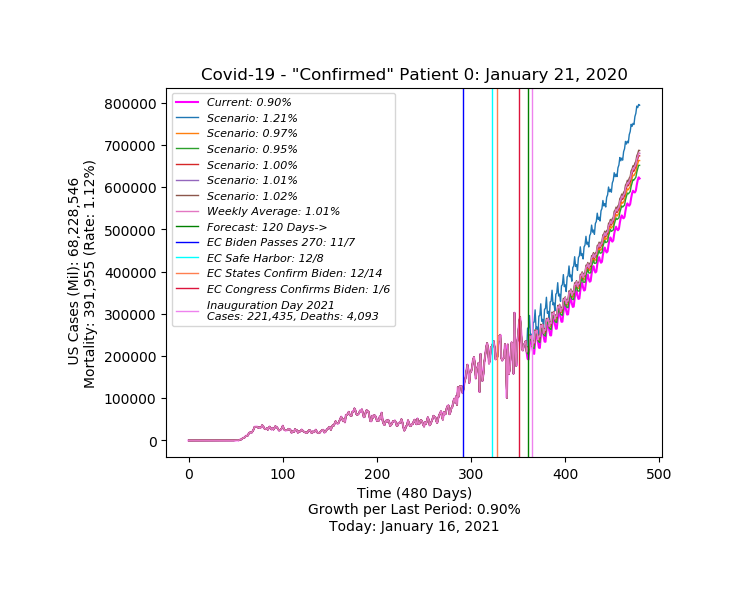 Covid-19 - "Confirmed" Patient 0: January 21, 2020
US Cases (Mil): 68,228,546
Mortality: 391,955 (Rate: 1.12%)
800000
700000
600000
500000
400000
300000
200000
100000
0
Current: 0.90%
Scenario: 1.21%
Scenario: 0.97%
Scenario: 0.95%
Scenario: 1.00%
Scenario: 1.01%
Scenario: 1.02%
Weekly Average: 1.01%
Forecast: 120 Days->
EC Biden Passes 270: 11/7
EC Safe Harbor: 12/8
EC States Confirm Biden: 12/14
EC Congress Confirms Biden: 1/6
Inauguration Day 2021
Cases: 221,435, Deaths: 4,093
0 100 200 300 400 500
Time (480 Days)
Growth per Last Period: 0.90%
Today: January 16, 2021